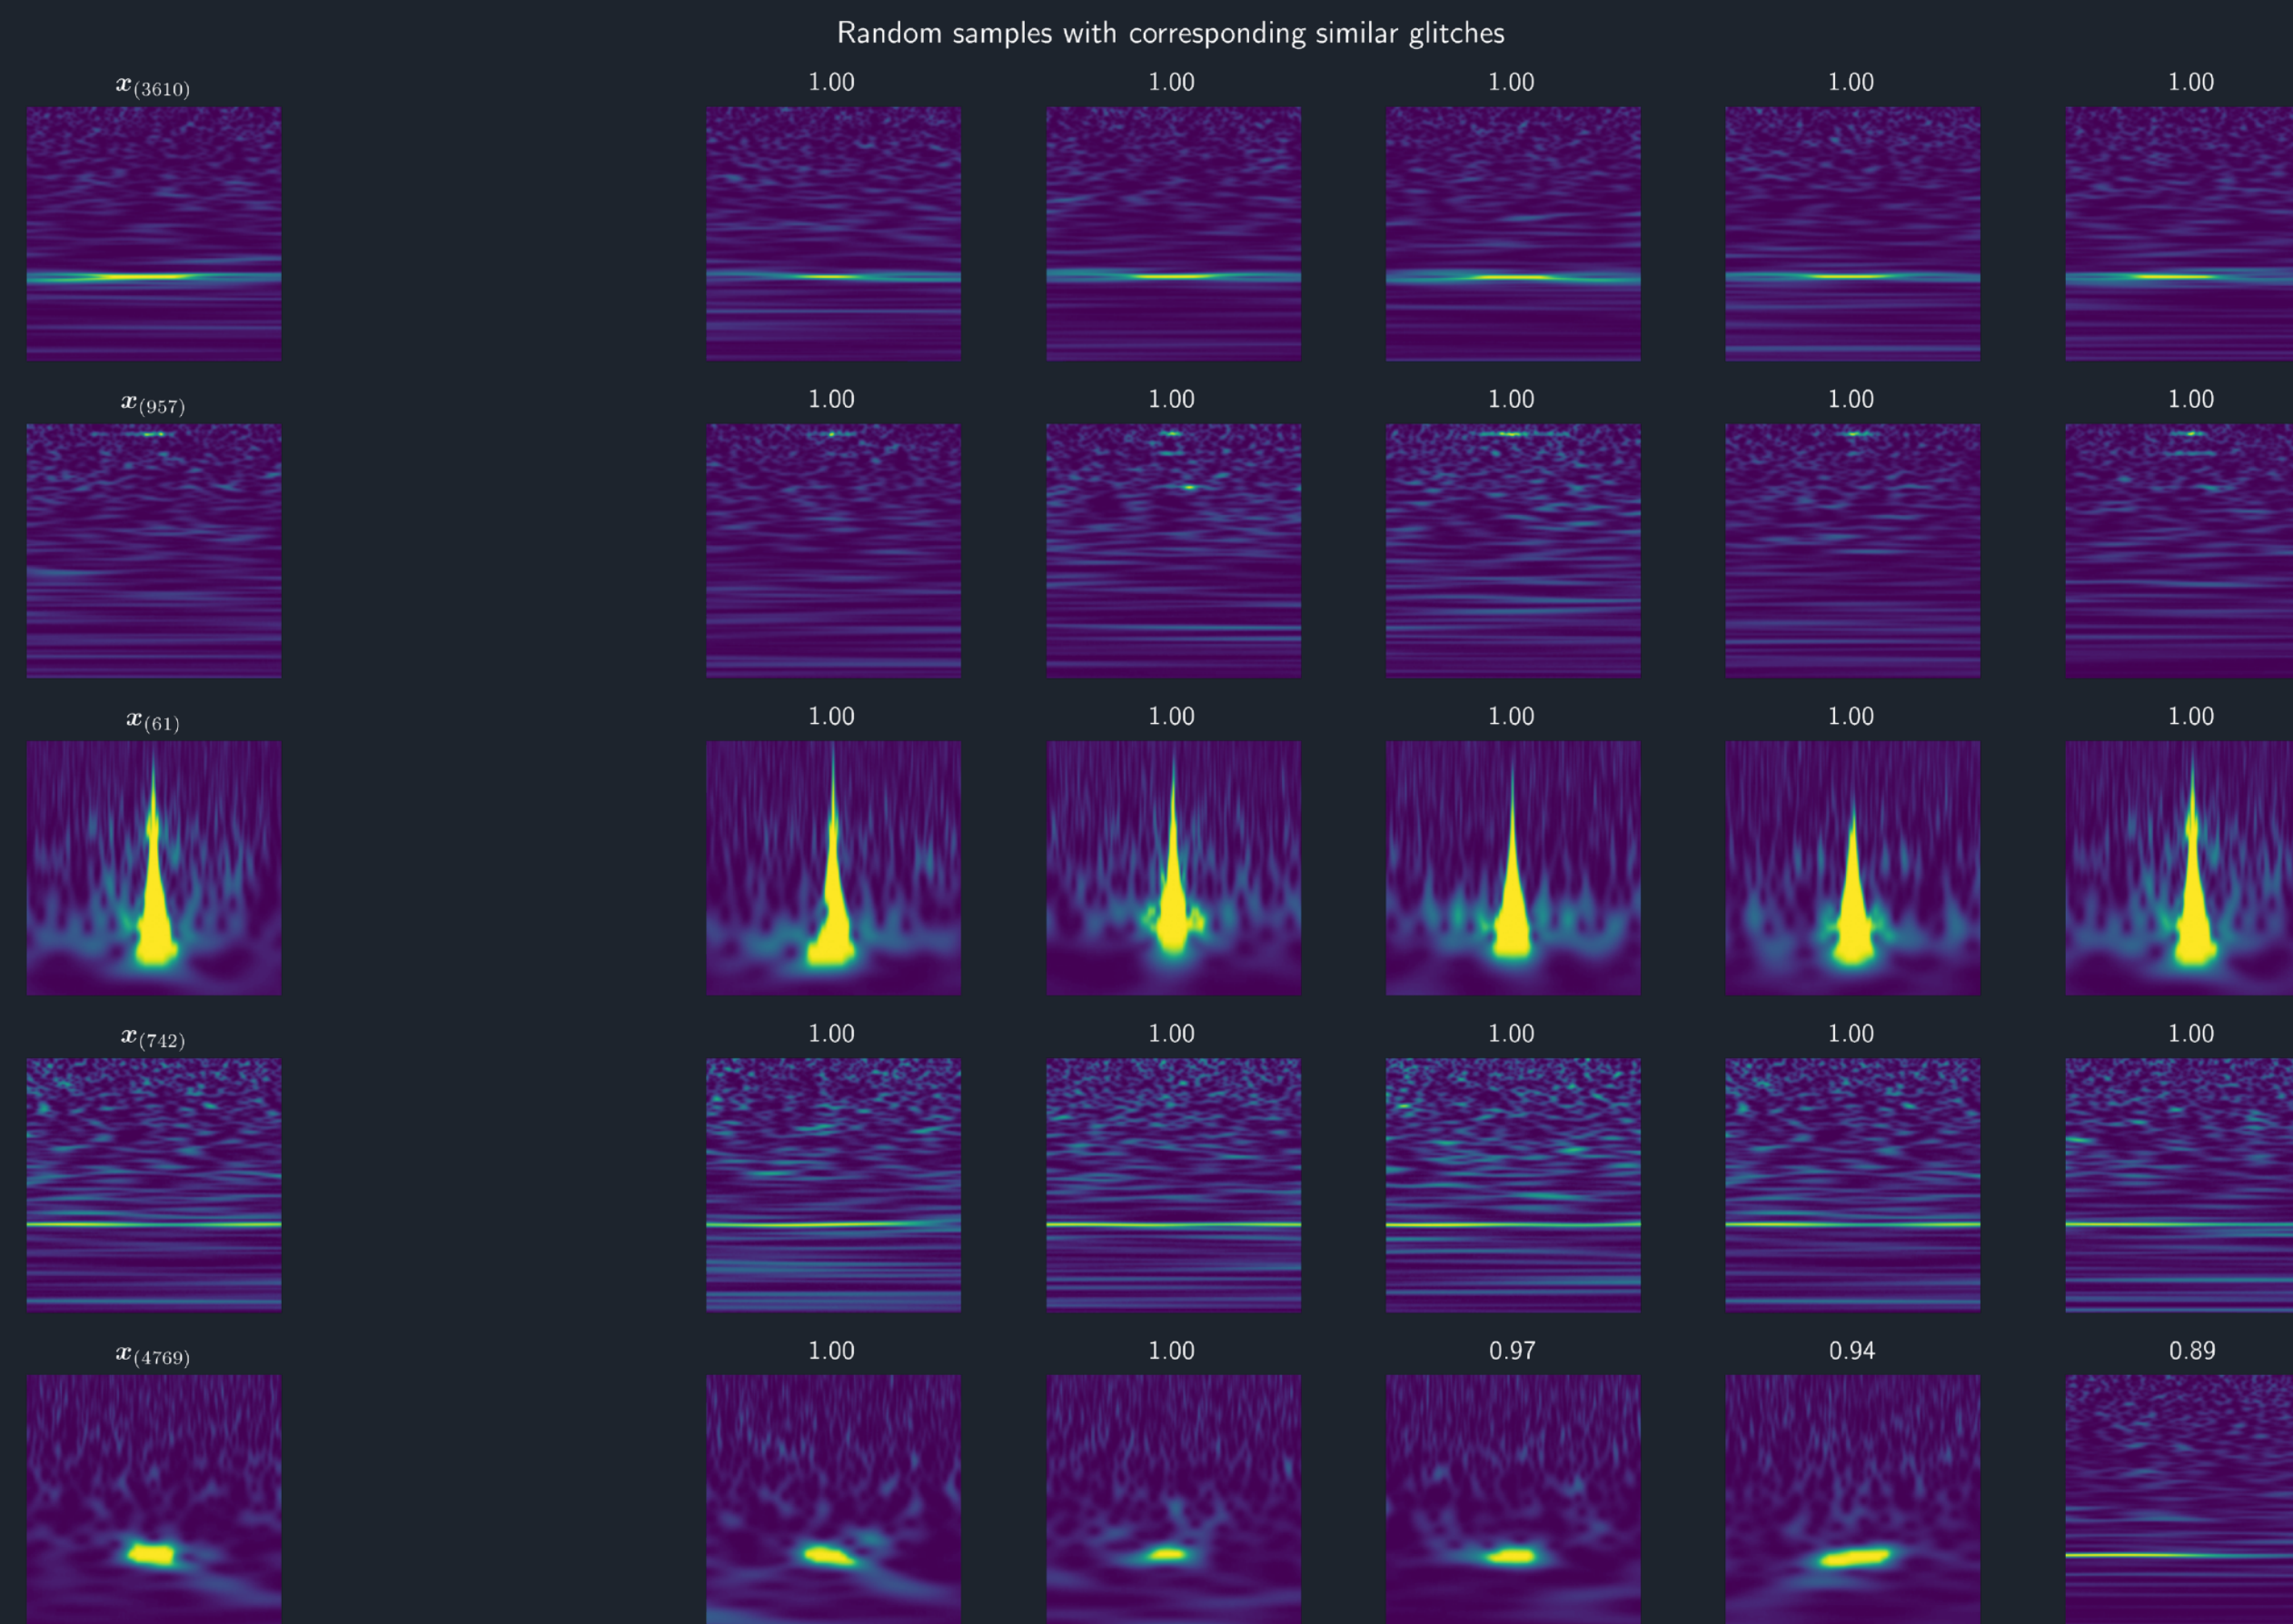 Random samples with corresponding similar glitches
x(3610) 1.00 1.00 1.00 1.00 1.00
x(957) 1.00 1.00 1.00 1.00 1.00
x(61) 1.00 1.00 1.00 1.00 1.00
x(742) 1.00 1.00 1.00 1.00 1.00
x(4769) 1.00 1.00 0.97 0.94 0.89